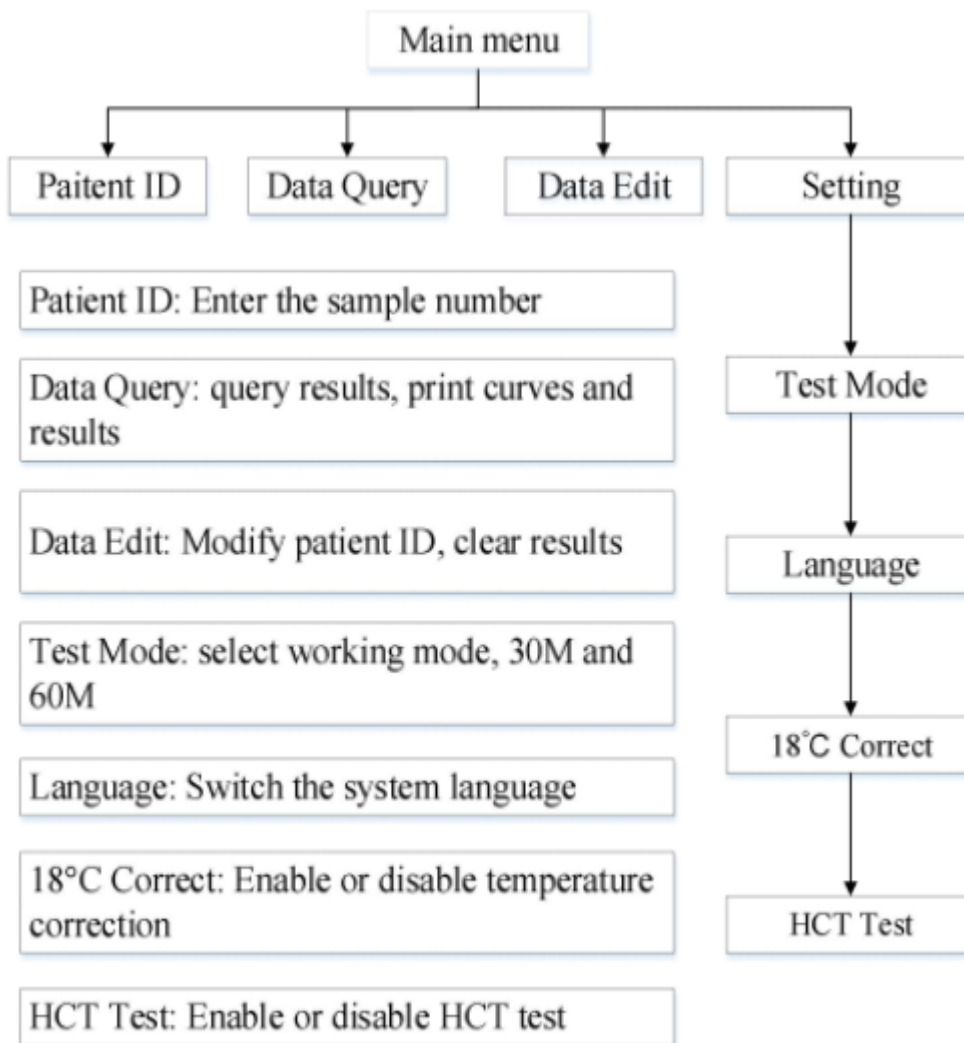 Main menu
Paitent ID
Data Query
Data Edit
Setting
Patient ID: Enter the sample number
Data Query: query results, print curves and
results
Test Mode
Data Edit: Modify patient ID, clear results
Language
Test Mode: select working mode, 30M and
60M
18°C Correct
Language: Switch the system language
18°C Correct: Enable or disable temperature
correction
HCT Test
HCT Test: Enable or disable HCT test